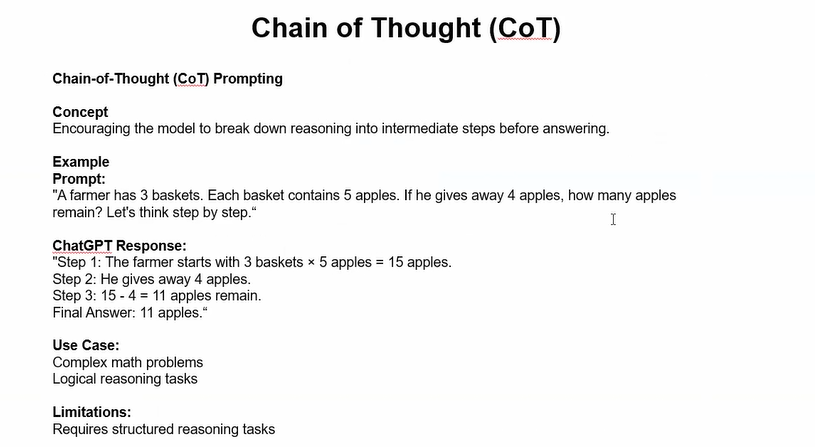 Chain of Thought (CoT)
Chain-of-Thought (CoT) Prompting
Concept
Encouraging the model to break down reasoning into intermediate steps before answering.
Example
Prompt:
"A farmer has 3 baskets. Each basket contains 5 apples. If he gives away 4 apples, how many apples
remain? Let's think step by step.“
ChatGPT Response:
"Step 1: The farmer starts with 3 baskets × 5 apples = 15 apples.
Step 2: He gives away 4 apples.
Step 3: 15 - 4 = 11 apples remain.
Final Answer: 11 apples.“
Use Case:
Complex math problems
Logical reasoning tasks
Limitations:
Requires structured reasoning tasks